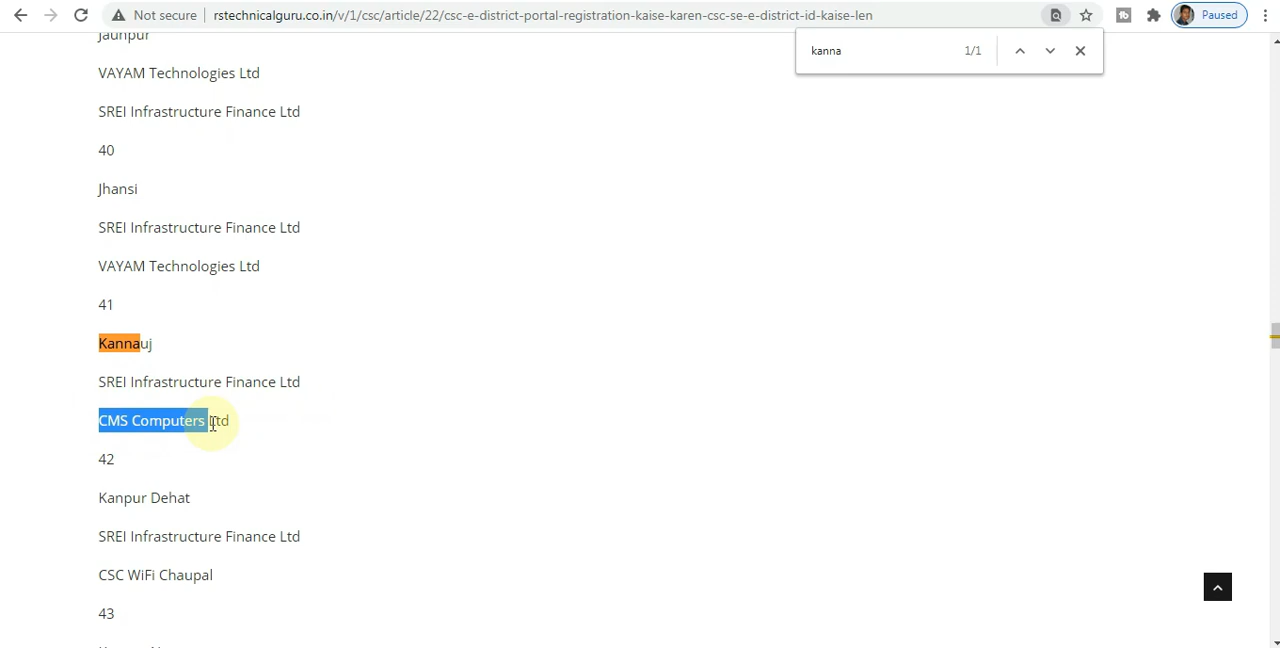 Not secure
rstechnicalguru.co.in/v/1/csc/article/22/csc-e-district-portal-registration-kaise-karen-csc-se-e-district-id-kaise-len
Paused
kanna
1/1
Jaunpur
VAYAM Technologies Ltd
SREI Infrastructure Finance Ltd
40
Jhansi
SREI Infrastructure Finance Ltd
VAYAM Technologies Ltd
41
Kannauj
SREI Infrastructure Finance Ltd
CMS Computers Ltd
42
Kanpur Dehat
SREI Infrastructure Finance Ltd
CSC WiFi Chaupal
43